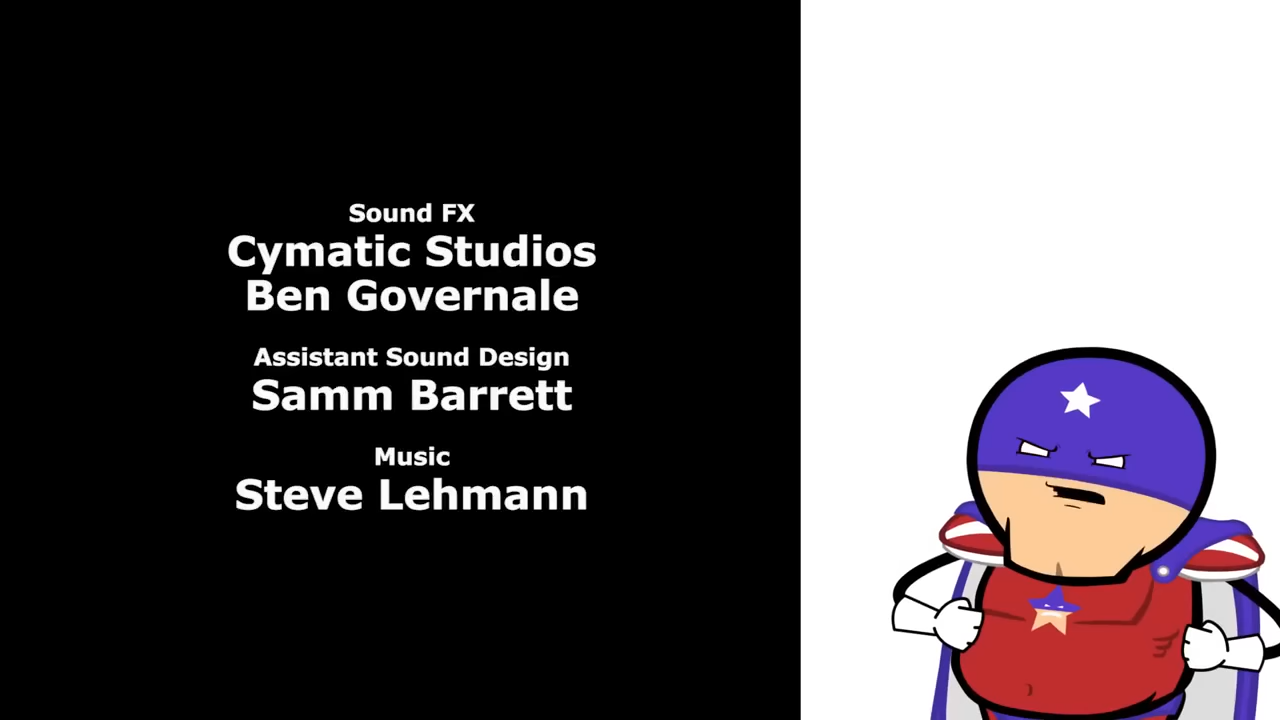 Sound FX
Cymatic Studios
Ben Governale
Assistant Sound Design
Samm Barrett
Music
Steve Lehmann